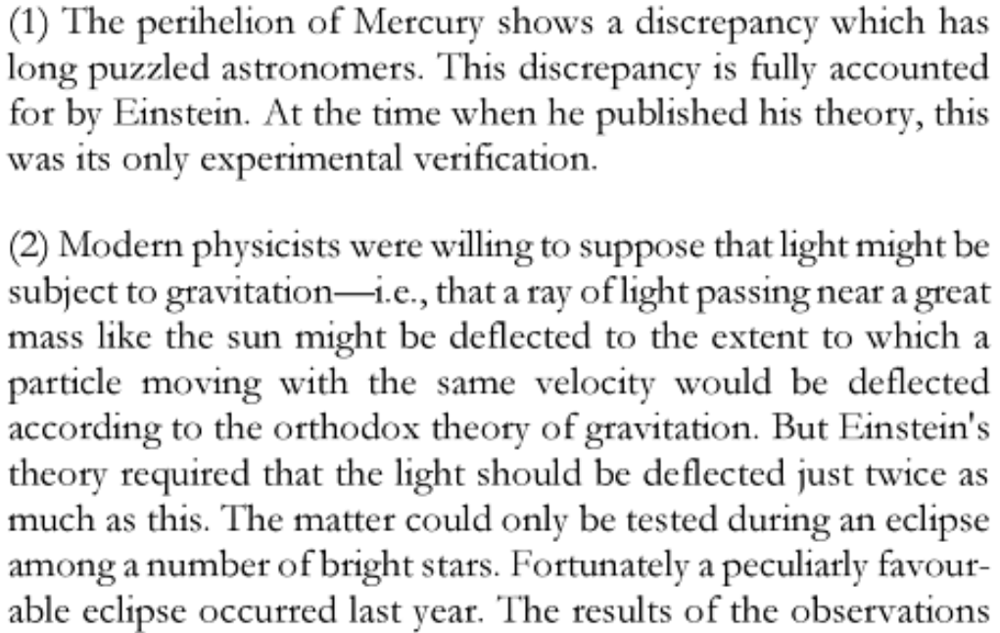 (1) The perihelion of Mercury shows a discrepancy which has
long puzzled astronomers. This discrepancy is fully accounted
for by Einstein. At the time when he published his theory, this
was its only experimental verification.
(2) Modern physicists were willing to suppose that light might be
subject to gravitation—i.e., that a ray of light passing near a great
mass like the sun might be deflected to the extent to which a
particle moving with the same velocity would be deflected
according to the orthodox theory of gravitation. But Einstein's
theory required that the light should be deflected just twice as
much as this. The matter could only be tested during an eclipse
among a number of bright stars. Fortunately a peculiarly favour-
able eclipse occurred last year. The results of the observations